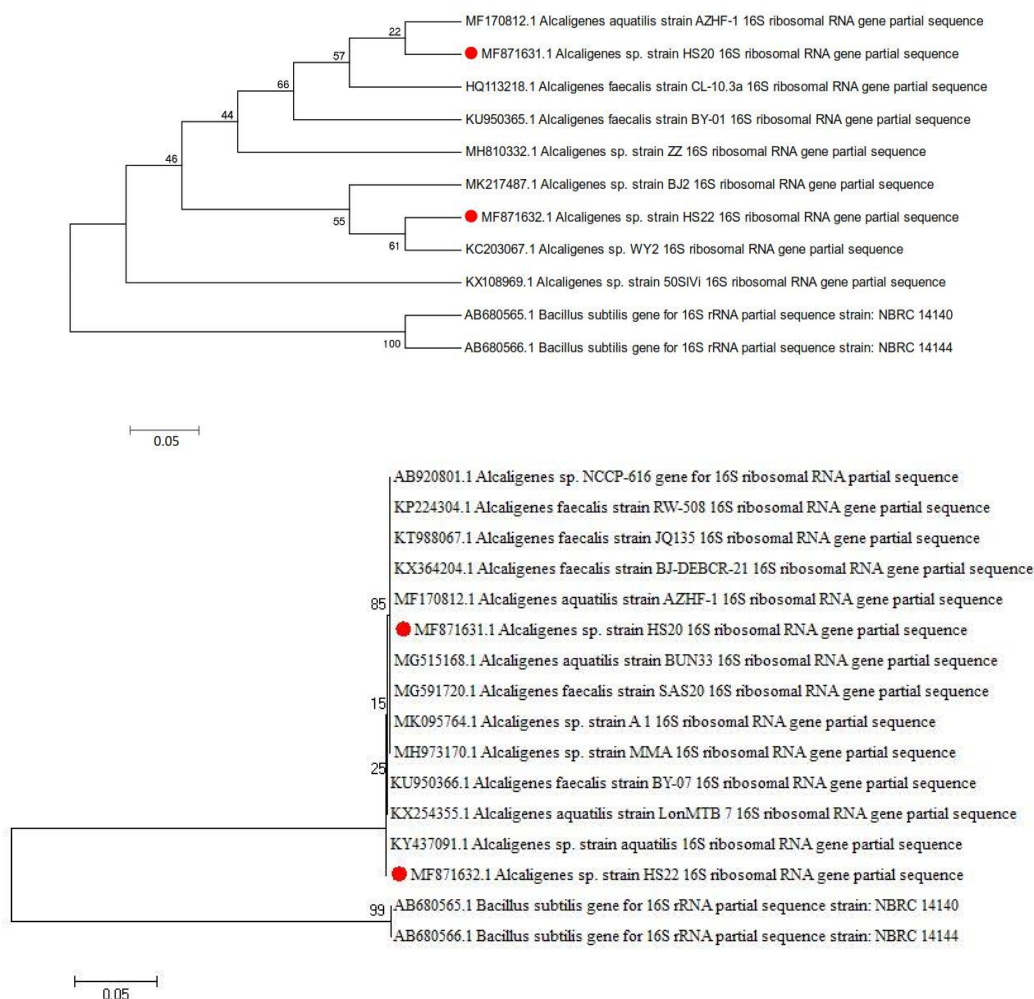 22
MF170812.1 Alcaligenes aquatilis strain AZHF-1 16S ribosomal RNA gene partial sequence
MF871631.1 Alcaligenes sp. strain HS20 16S ribosomal RNA gene partial sequence
57
HQ113218.1 Alcaligenes faecalis strain CL-10.3a 16S ribosomal RNA gene partial sequence
66
KU950365.1 Alcaligenes faecalis strain BY-01 16S ribosomal RNA gene partial sequence
44
MH810332.1 Alcaligenes sp. strain ZZ 16S ribosomal RNA gene partial sequence
46
MK217487.1 Alcaligenes sp. strain BJ2 16S ribosomal RNA gene partial sequence
55
MF871632.1 Alcaligenes sp. strain HS22 16S ribosomal RNA gene partial sequence
61
KC203067.1 Alcaligenes sp. WY2 16S ribosomal RNA gene partial sequence
KX108969.1 Alcaligenes sp. strain 50SIVi 16S ribosomal RNA gene partial sequence
AB680565.1 Bacillus subtilis gene for 16S rRNA partial sequence strain: NBRC 14140
100
AB680566.1 Bacillus subtilis gene for 16S rRNA partial sequence strain: NBRC 14144
0.05
AB920801.1 Alcaligenes sp. NCCP-616 gene for 16S ribosomal RNA partial sequence
KP224304.1 Alcaligenes faecalis strain RW-508 16S ribosomal RNA gene partial sequence
KT988067.1 Alcaligenes faecalis strain JQ135 16S ribosomal RNA gene partial sequence
KX364204.1 Alcaligenes faecalis strain BJ-DEBCR-21 16S ribosomal RNA gene partial sequence
85
MF170812.1 Alcaligenes aquatilis strain AZHF-1 16S ribosomal RNA gene partial sequence
MF871631.1 Alcaligenes sp. strain HS20 16S ribosomal RNA gene partial sequence
MG515168.1 Alcaligenes aquatilis strain BUN33 16S ribosomal RNA gene partial sequence
MG591720.1 Alcaligenes faecalis strain SAS20 16S ribosomal RNA gene partial sequence
15
MK095764.1 Alcaligenes sp. strain A 1 16S ribosomal RNA gene partial sequence
MH973170.1 Alcaligenes sp. strain MMA 16S ribosomal RNA gene partial sequence
25
KU950366.1 Alcaligenes faecalis strain BY-07 16S ribosomal RNA gene partial sequence
KX254355.1 Alcaligenes aquatilis strain LonMTB 7 16S ribosomal RNA gene partial sequence
KY437091.1 Alcaligenes sp. strain aquatilis 16S ribosomal RNA gene partial sequence
MF871632.1 Alcaligenes sp. strain HS22 16S ribosomal RNA gene partial sequence
99
AB680565.1 Bacillus subtilis gene for 16S rRNA partial sequence strain: NBRC 14140
AB680566.1 Bacillus subtilis gene for 16S rRNA partial sequence strain: NBRC 14144
0.05